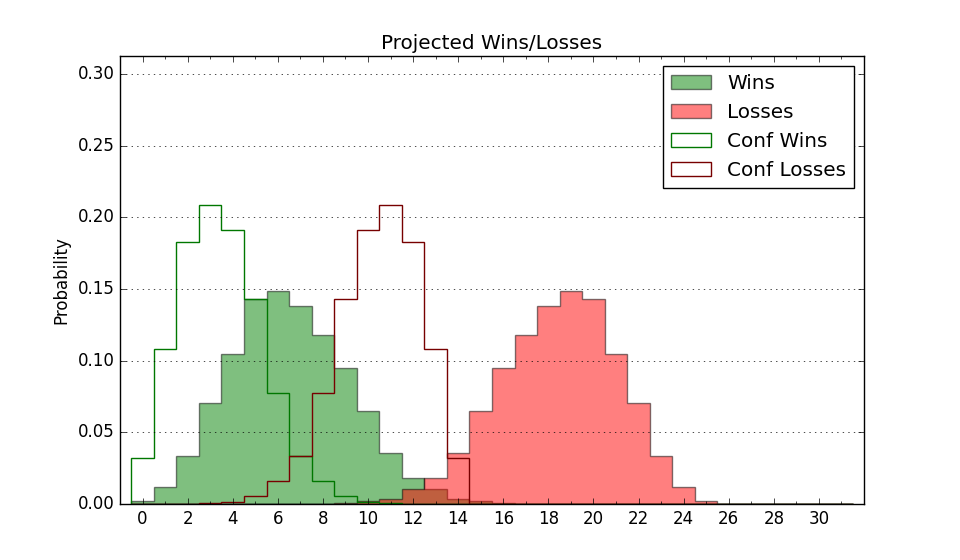 Projected Wins/Losses
Wins
Losses
Conf Wins
Conf Losses
Probability
0.30
0.25
0.20
0.15
0.10
0.05
0.00
0 2 4 6 8 10 12 14 16 18 20 22 24 26 28 30